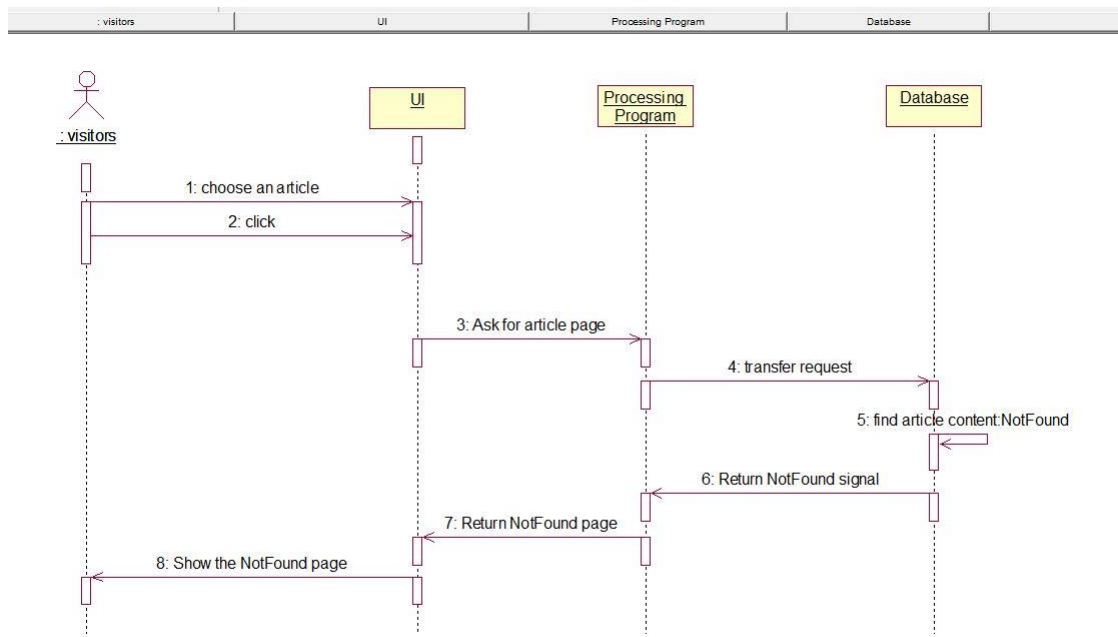 : visitors
UI
Processing Program
Database
: visitors
UI
Processing
Program
Database
1: choose an article
2: click
3: Ask for article page
4: transfer request
5: find article content:NotFound
6: Return NotFound signal
7: Return NotFound page
8: Show the NotFound page